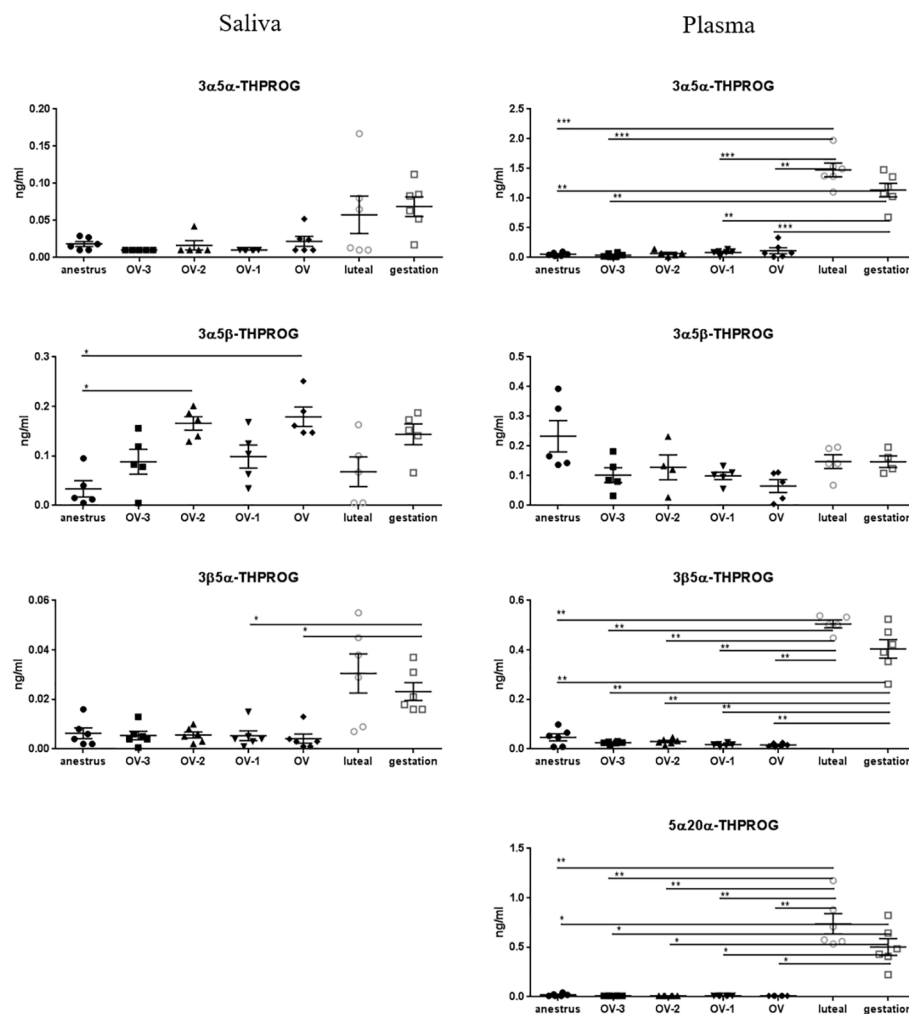 Saliva
Plasma
3α5α-THPROG
ng/ml
0.20
0.15
0.10
0.05
0.00
anestrus OV-3 OV-2 OV-1 OV luteal gestation
3α5α-THPROG
ng/ml
2.5
2.0
1.5
1.0
0.5
0.0
***
***
***
**
**
**
**
***
anestrus OV-3 OV-2 OV-1 OV luteal gestation
3α5β-THPROG
ng/ml
0.3
0.2
0.1
0.0
*
*
anestrus OV-3 OV-2 OV-1 OV luteal gestation
3α5β-THPROG
ng/ml
0.5
0.4
0.3
0.2
0.1
0.0
anestrus OV-3 OV-2 OV-1 OV luteal gestation
3β5α-THPROG
ng/ml
0.06
0.04
0.02
0.00
*
*
anestrus OV-3 OV-2 OV-1 OV luteal gestation
3β5α-THPROG
ng/ml
0.6
0.4
0.2
0.0
**
**
**
**
**
**
**
**
**
**
anestrus OV-3 OV-2 OV-1 OV luteal gestation
5α20α-THPROG
ng/ml
1.5
1.0
0.5
0.0
**
**
**
**
**
*
*
*
*
*
anestrus OV-3 OV-2 OV-1 OV luteal gestation